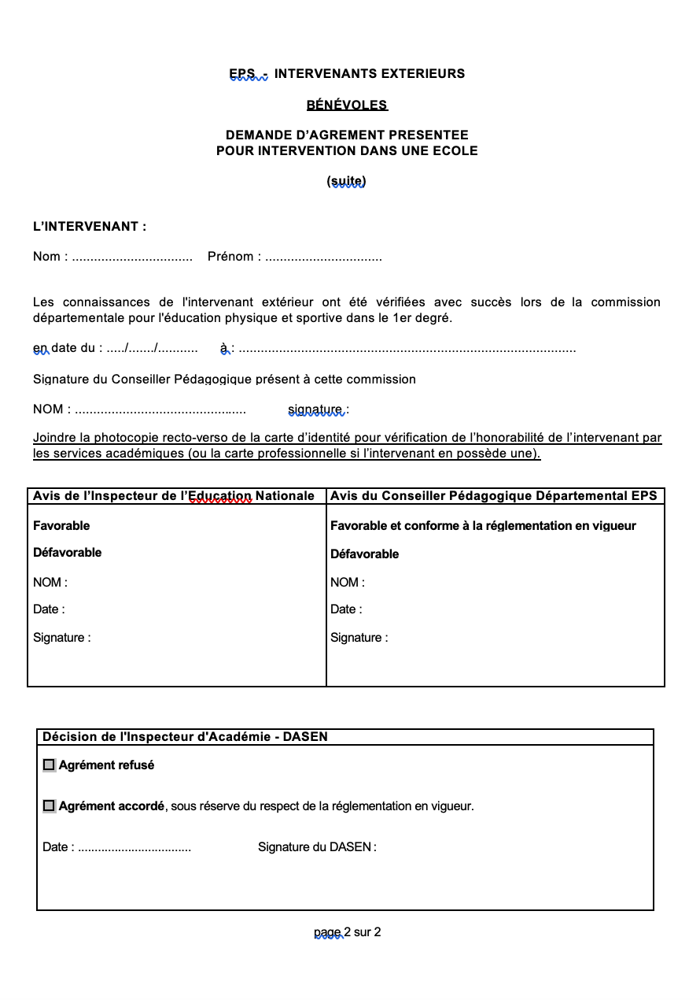 EPS - INTERVENANTS EXTERIEURS
BÉNÉVOLES
DEMANDE D’AGREMENT PRESENTEE
POUR INTERVENTION DANS UNE ECOLE
(suite)
L’INTERVENANT :
Nom : ................................. Prénom : ................................
Les connaissances de l'intervenant extérieur ont été vérifiées avec succès lors de la commission
départementale pour l'éducation physique et sportive dans le 1er degré.
en date du : ...../......./........... à : ............................................................................................
Signature du Conseiller Pédagogique présent à cette commission
NOM : ............................................... signature :
Joindre la photocopie recto-verso de la carte d’identité pour vérification de l’honorabilité de l’intervenant par
les services académiques (ou la carte professionnelle si l’intervenant en possède une).
Avis de l’Inspecteur de l’Education Nationale
Favorable
Défavorable
NOM :
Date :
Signature :
Avis du Conseiller Pédagogique Départemental EPS
Favorable et conforme à la réglementation en vigueur
Défavorable
NOM :
Date :
Signature :
Décision de l'Inspecteur d'Académie - DASEN
Agrément refusé
Agrément accordé, sous réserve du respect de la réglementation en vigueur.
Date : .................................. Signature du DASEN :
page 2 sur 2